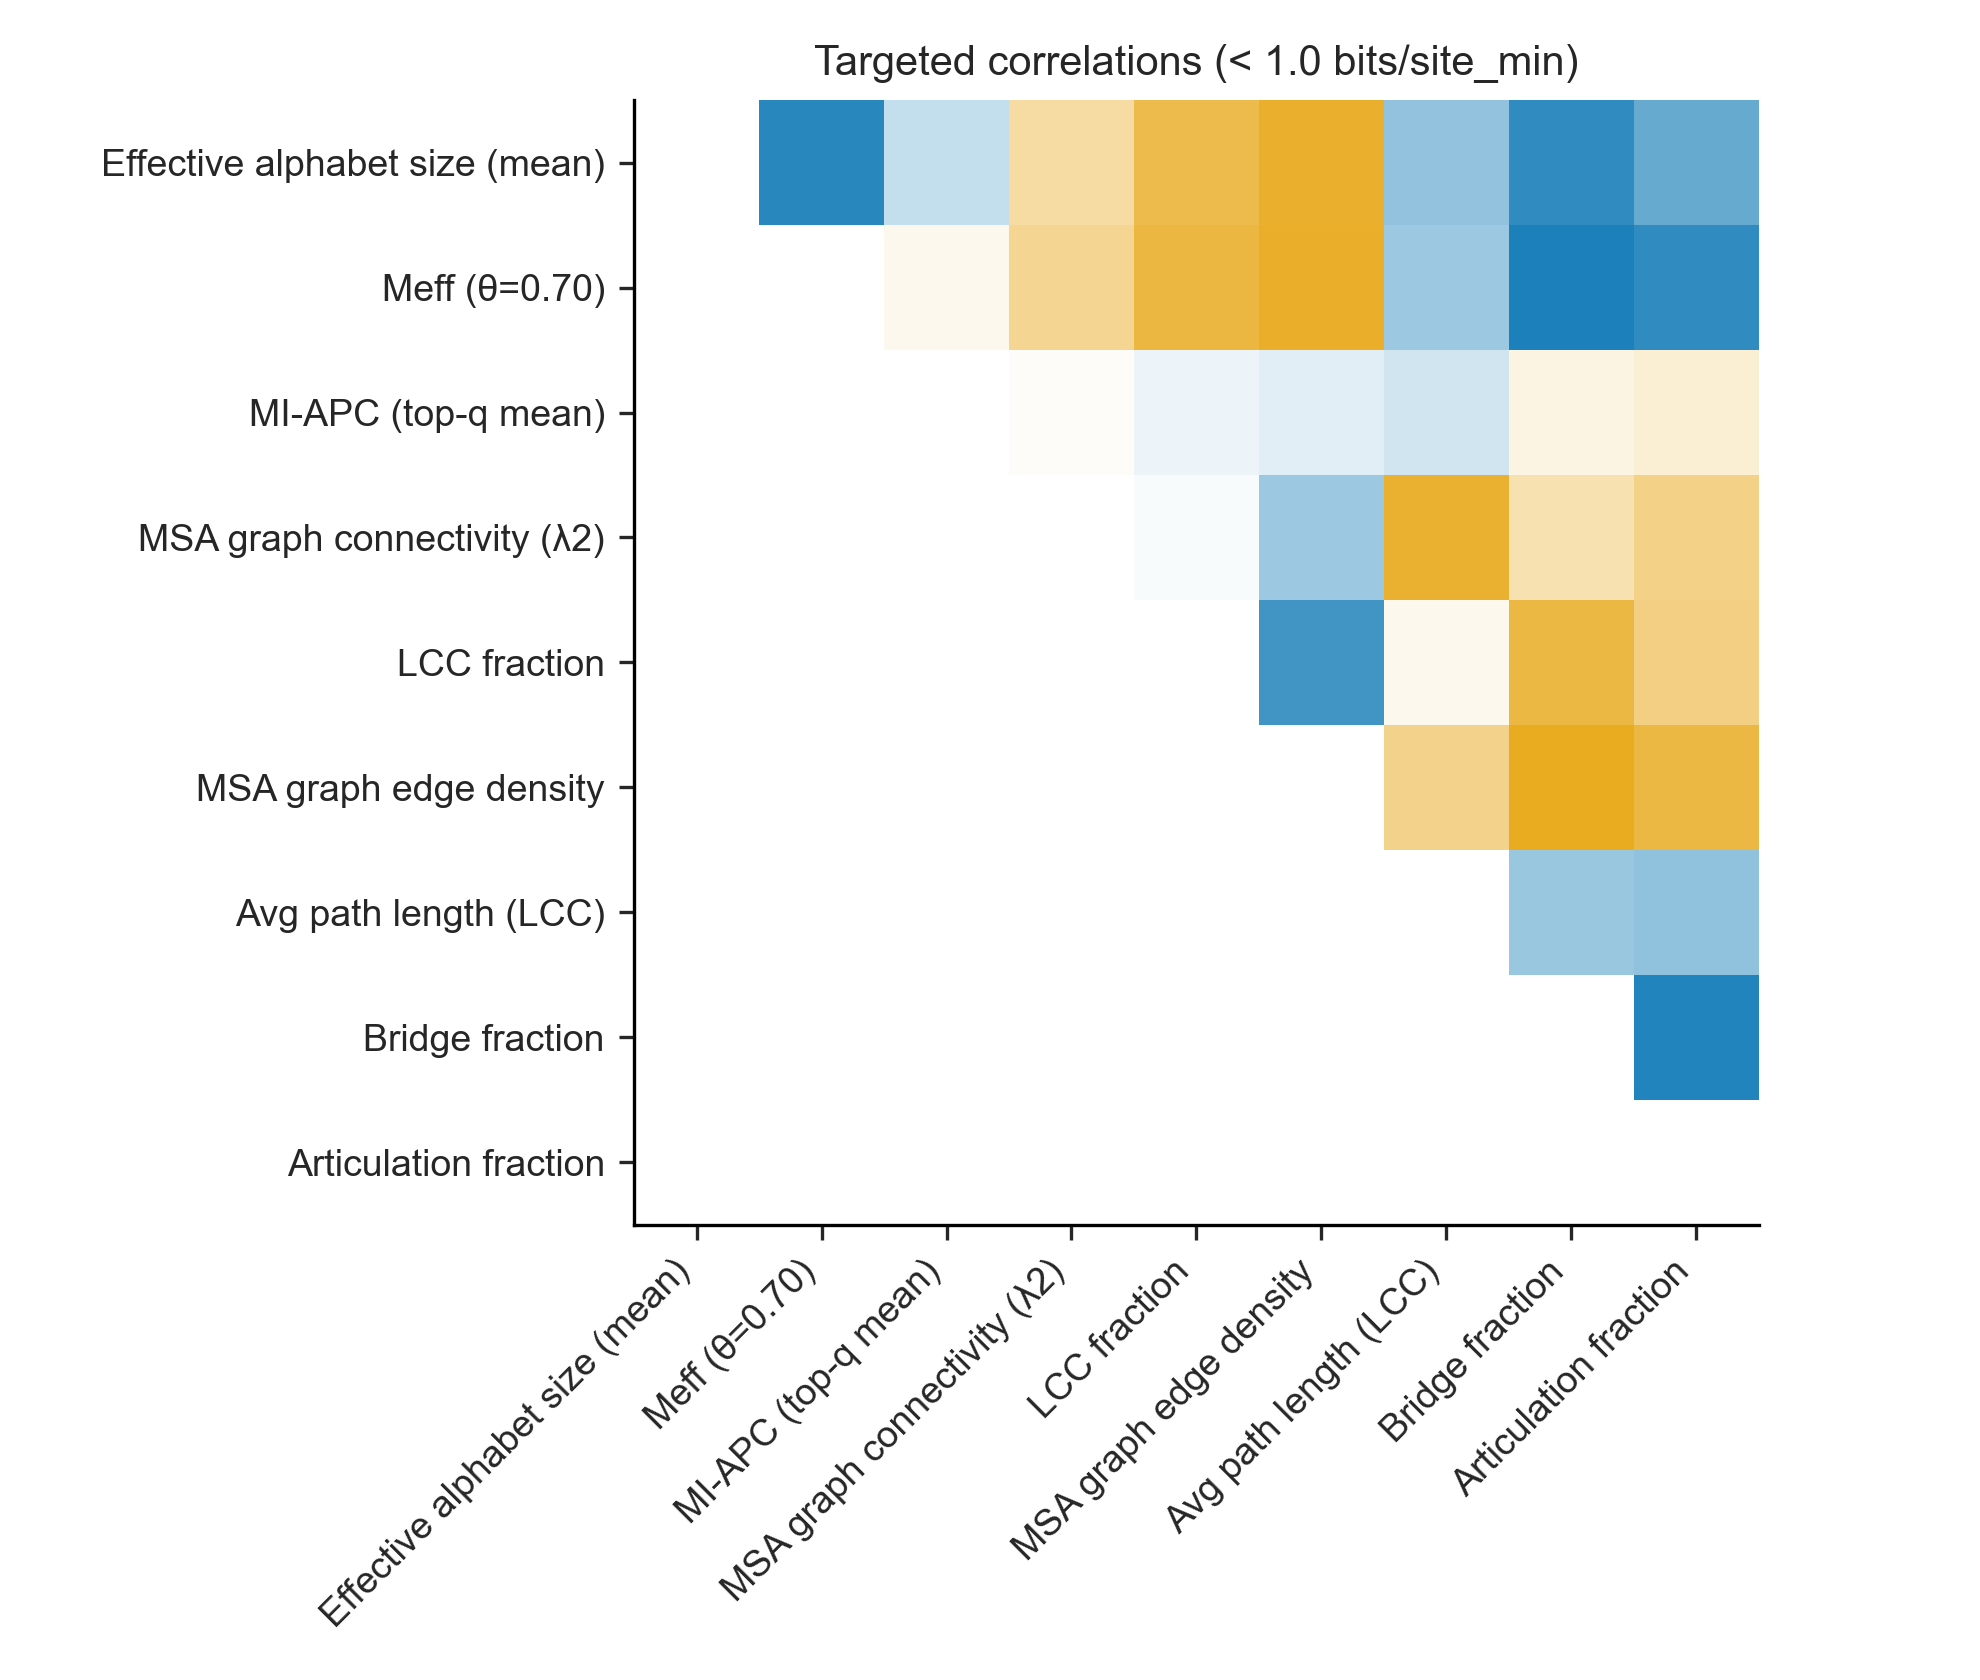 Targeted correlations (< 1.0 bits/site_min)
Effective alphabet size (mean)
Meff (θ=0.70)
MI-APC (top-q mean)
MSA graph connectivity (λ2)
LCC fraction
MSA graph edge density
Avg path length (LCC)
Bridge fraction
Articulation fraction
Effective alphabet size (mean)
Meff (θ=0.70)
MI-APC (top-q mean)
MSA graph connectivity (λ2)
LCC fraction
MSA graph edge density
Avg path length (LCC)
Bridge fraction
Articulation fraction